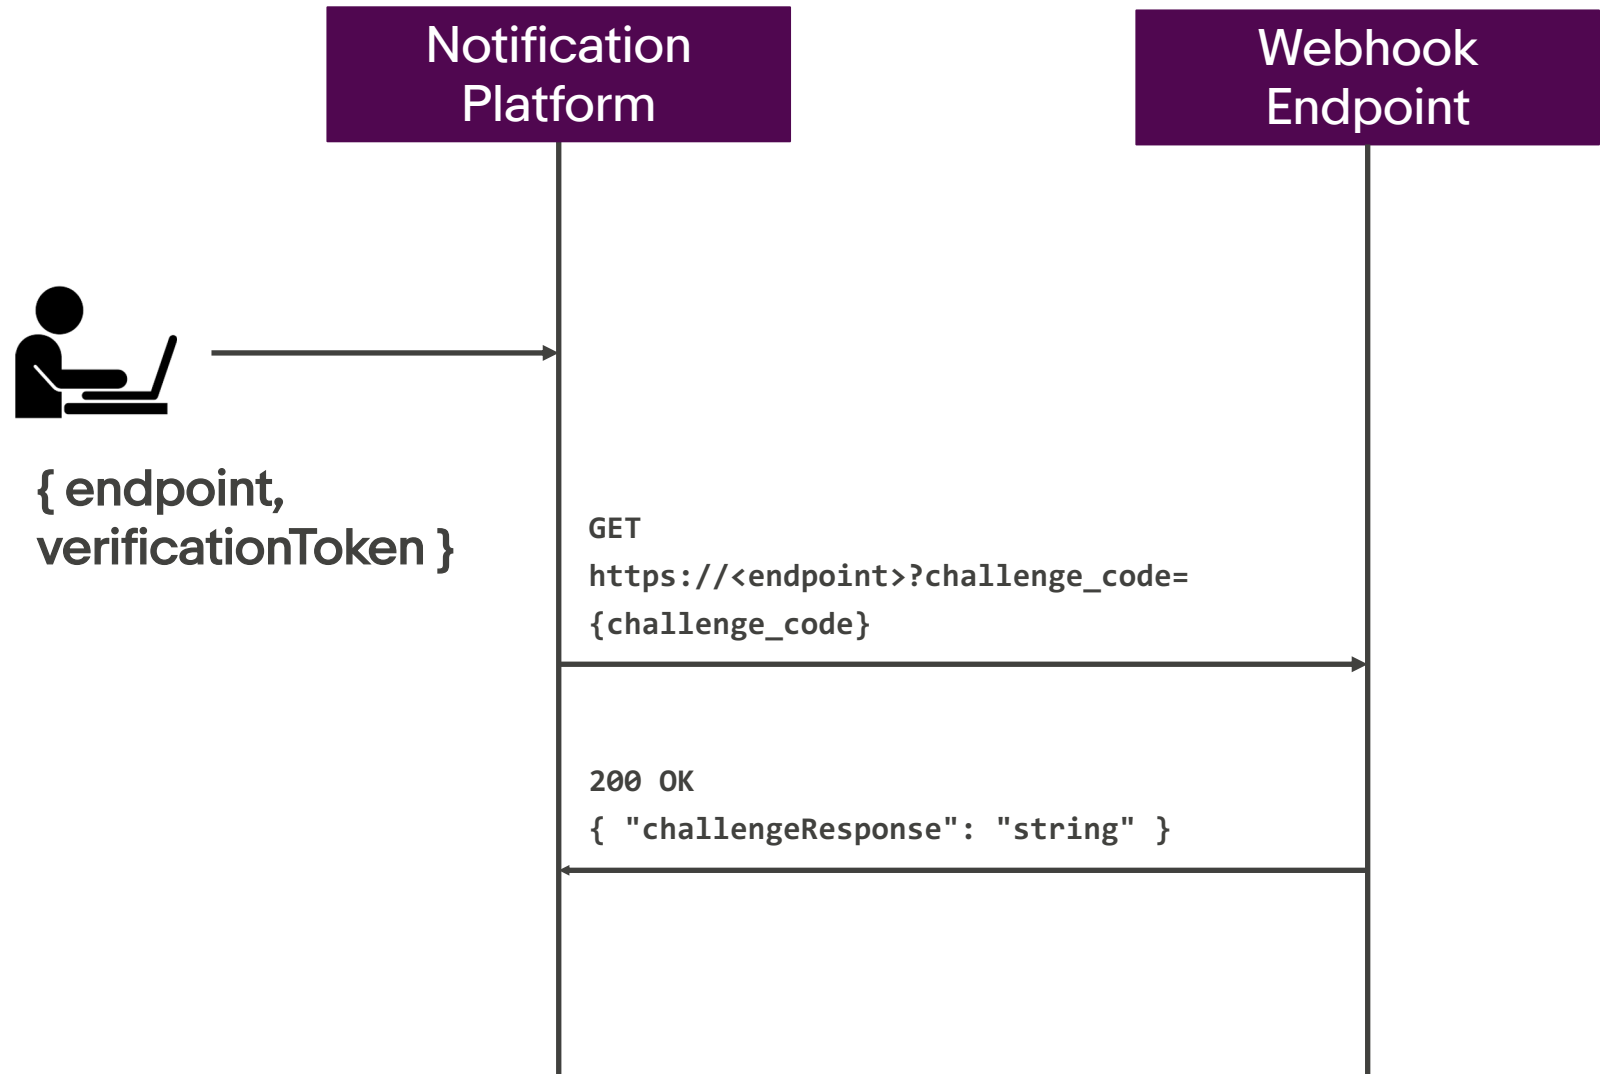 Notification
Platform
Webhook
Endpoint
{ endpoint,
verificationToken }
GET
https://<endpoint>?challenge_code=
{challenge_code}
200 OK
{ "challengeResponse": "string" }